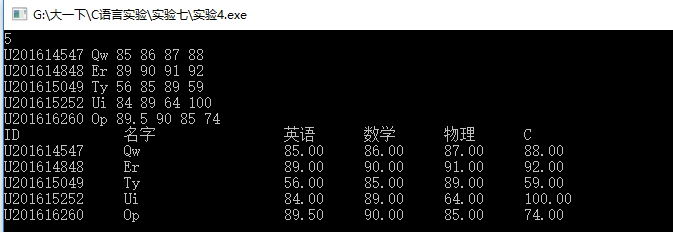 G:\大一下\C语言实验\实验七\实验4.exe
5
U201614547 Qw 85 86 87 88
U201614848 Er 89 90 91 92
U201615049 Ty 56 85 89 59
U201615252 Ui 84 89 64 100
U201616260 Op 89.5 90 85 74
ID 名字 英语 数学 物理 C
U201614547 Qw 85.00 86.00 87.00 88.00
U201614848 Er 89.00 90.00 91.00 92.00
U201615049 Ty 56.00 85.00 89.00 59.00
U201615252 Ui 84.00 89.00 64.00 100.00
U201616260 Op 89.50 90.00 85.00 74.00